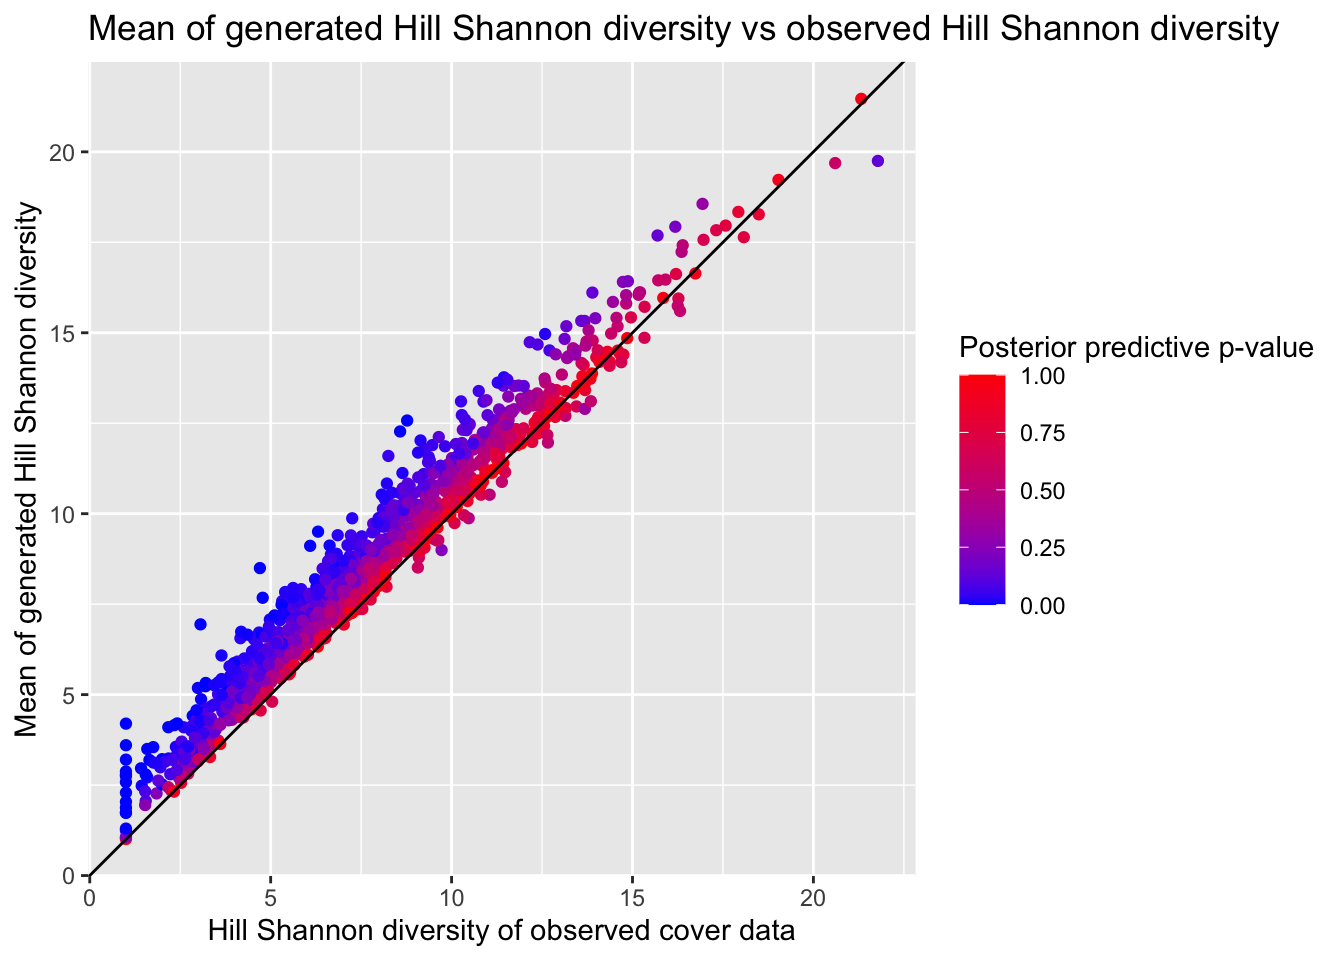 Mean of generated Hill Shannon diversity vs observed Hill Shannon diversity
Mean of generated Hill Shannon diversity
20
15
10
5
0
0 5 10 15 20
Hill Shannon diversity of observed cover data
Posterior predictive p-value
1.00
0.75
0.50
0.25
0.00